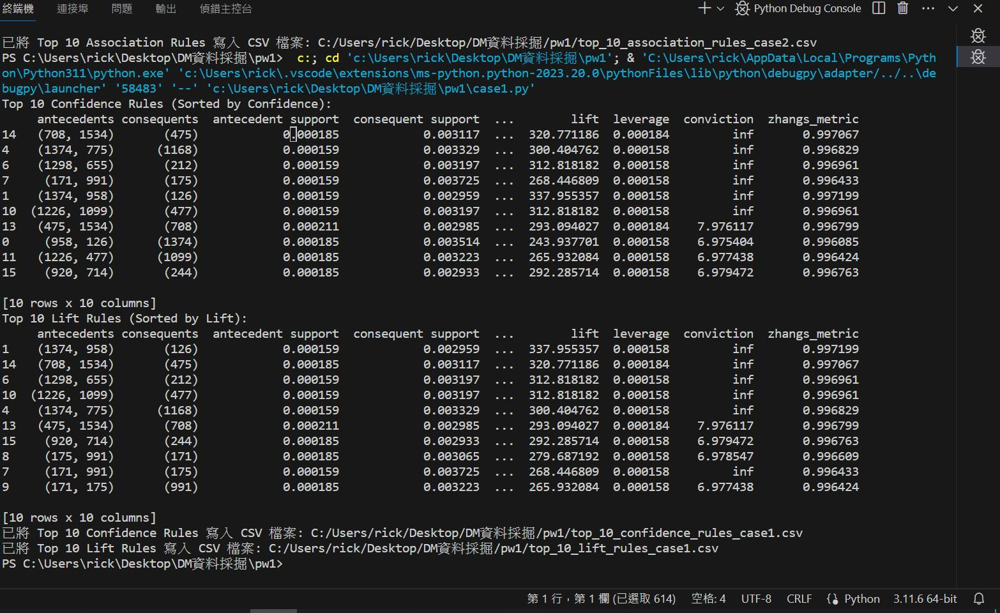 終端機 連接埠 問題 輸出 偵錯主控台 Python Debug Console
已將 Top 10 Association Rules 寫入 CSV 檔案: C:/Users/rick/Desktop/DM資料採掘/pw1/top_10_association_rules_case2.csv
PS C:\Users\rick\Desktop\DM資料採掘\pw1>  c:; cd 'c:\Users\rick\Desktop\DM資料採掘\pw1'; & 'C:\Users\rick\AppData\Local\Programs\Pyth
on\Python311\python.exe' 'c:\Users\rick\.vscode\extensions\ms-python.python-2023.20.0\pythonFiles\lib\python\debugpy\adapter/../..\de
bugpy\launcher' '58483' '--' 'c:\Users\rick\Desktop\DM資料採掘\pw1\case1.py'
Top 10 Confidence Rules (Sorted by Confidence):
antecedents consequents antecedent support consequent support ... lift leverage conviction zhangs_metric
14 (708, 1534) (475) 0.000185 0.003117 ... 320.771186 0.000184 inf 0.997067
4 (1374, 775) (1168) 0.000159 0.003329 ... 300.404762 0.000158 inf 0.996829
6 (1298, 655) (212) 0.000159 0.003197 ... 312.818182 0.000158 inf 0.996961
7 (171, 991) (175) 0.000159 0.003725 ... 268.446809 0.000158 inf 0.996433
1 (1374, 958) (126) 0.000159 0.002959 ... 337.955357 0.000158 inf 0.997199
10 (1226, 1099) (477) 0.000159 0.003197 ... 312.818182 0.000158 inf 0.996961
13 (475, 1534) (708) 0.000211 0.002985 ... 293.094027 0.000184 7.976117 0.996799
0 (958, 126) (1374) 0.000185 0.003514 ... 243.937701 0.000158 6.975404 0.996085
11 (1226, 477) (1099) 0.000185 0.003223 ... 265.932084 0.000158 6.977438 0.996424
15 (920, 714) (244) 0.000185 0.002933 ... 292.285714 0.000158 6.979472 0.996763
[10 rows x 10 columns]
Top 10 Lift Rules (Sorted by Lift):
antecedents consequents antecedent support consequent support ... lift leverage conviction zhangs_metric
1 (1374, 958) (126) 0.000159 0.002959 ... 337.955357 0.000158 inf 0.997199
14 (708, 1534) (475) 0.000185 0.003117 ... 320.771186 0.000184 inf 0.997067
6 (1298, 655) (212) 0.000159 0.003197 ... 312.818182 0.000158 inf 0.996961
10 (1226, 1099) (477) 0.000159 0.003197 ... 312.818182 0.000158 inf 0.996961
4 (1374, 775) (1168) 0.000159 0.003329 ... 300.404762 0.000158 inf 0.996829
13 (475, 1534) (708) 0.000211 0.002985 ... 293.094027 0.000184 7.976117 0.996799
15 (920, 714) (244) 0.000185 0.002933 ... 292.285714 0.000158 6.979472 0.996763
8 (175, 991) (171) 0.000185 0.003065 ... 279.687192 0.000158 6.978547 0.996609
7 (171, 991) (175) 0.000159 0.003725 ... 268.446809 0.000158 inf 0.996433
9 (171, 175) (991) 0.000185 0.003223 ... 265.932084 0.000158 6.977438 0.996424
[10 rows x 10 columns]
已將 Top 10 Confidence Rules 寫入 CSV 檔案: C:/Users/rick/Desktop/DM資料採掘/pw1/top_10_confidence_rules_case1.csv
已將 Top 10 Lift Rules 寫入 CSV 檔案: C:/Users/rick/Desktop/DM資料採掘/pw1/top_10_lift_rules_case1.csv
PS C:\Users\rick\Desktop\DM資料採掘\pw1>
第 1 行，第 1 欄 (已選取 614) 空格: 4 UTF-8 CRLF Python 3.11.6 64-bit